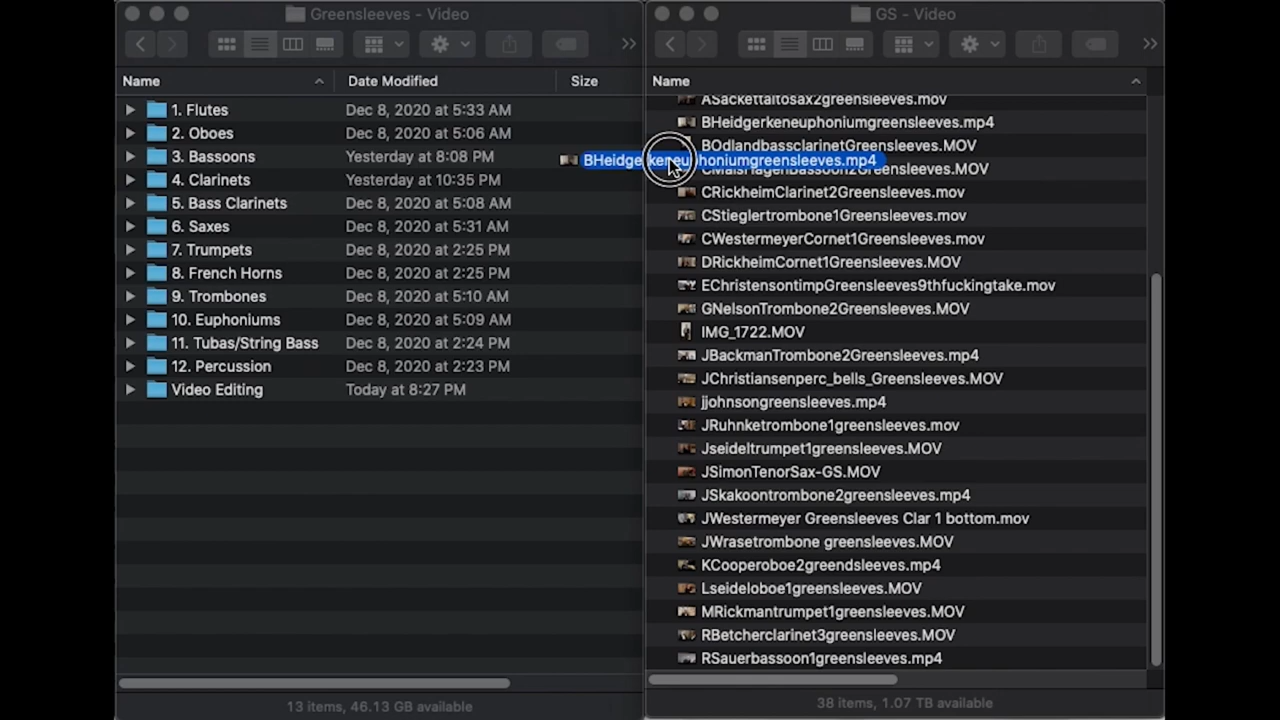 Greensleeves - Video
Name Date Modified Size
1. Flutes Dec 8, 2020 at 5:33 AM
2. Oboes Dec 8, 2020 at 5:06 AM
3. Bassoons Yesterday at 8:08 PM
4. Clarinets Yesterday at 10:35 PM
5. Bass Clarinets Dec 8, 2020 at 5:08 AM
6. Saxes Dec 8, 2020 at 5:31 AM
7. Trumpets Dec 8, 2020 at 2:25 PM
8. French Horns Dec 8, 2020 at 2:25 PM
9. Trombones Dec 8, 2020 at 5:10 AM
10. Euphoniums Dec 8, 2020 at 5:09 AM
11. Tubas/String Bass Dec 8, 2020 at 2:24 PM
12. Percussion Dec 8, 2020 at 2:23 PM
Video Editing Today at 8:27 PM
13 items, 46.13 GB available
GS - Video
Name
ASackettaltosax2greensleeves.mov
BHeidgerkeneuphoniumgreensleeves.mp4
BOdlandbassclarinetGreensleeves.MOV
BHeidgerkeneuphoniumgreensleeves.mp4
CRickheimClarinet2Greensleeves.mov
CStieglertrombone1Greensleeves.mov
CWestermeyerCornet1Greensleeves.mov
DRickheimCornet1Greensleeves.MOV
EChristensontimpGreensleeves9thfuckingtake.mov
GNelsonTrombone2Greensleeves.MOV
IMG_1722.MOV
JBackmanTrombone2Greensleeves.mp4
JChristiansenperc_bells_Greensleeves.MOV
jjohnsongreensleeves.mp4
JRuhnketrombone1greensleeves.mov
Jseideltrumpet1greensleeves.MOV
JSimonTenorSax-GS.MOV
JSkakoontrombone2greensleeves.mp4
JWestermeyer Greensleeves Clar 1 bottom.mov
JWrasetrombone greensleeves.MOV
KCooperoboe2greendsleeves.mp4
Lseideloboe1greensleeves.MOV
MRickmantrumpet1greensleeves.MOV
RBetcherclarinet3greensleeves.MOV
RSauerbassoon1greensleeves.mp4
38 items, 1.07 TB available